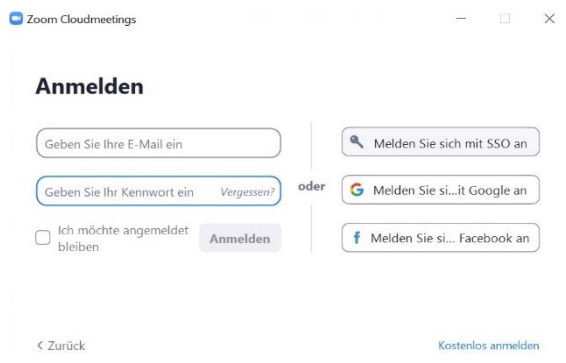 Zoom Cloudmeetings
Anmelden
Geben Sie Ihre E-Mail ein
Geben Sie Ihr Kennwort ein Vergessen?
Ich möchte angemeldet
bleiben
Anmelden
oder
Melden Sie sich mit SSO an
Melden Sie si...it Google an
Melden Sie si... Facebook an
Zurück
Kostenlos anmelden